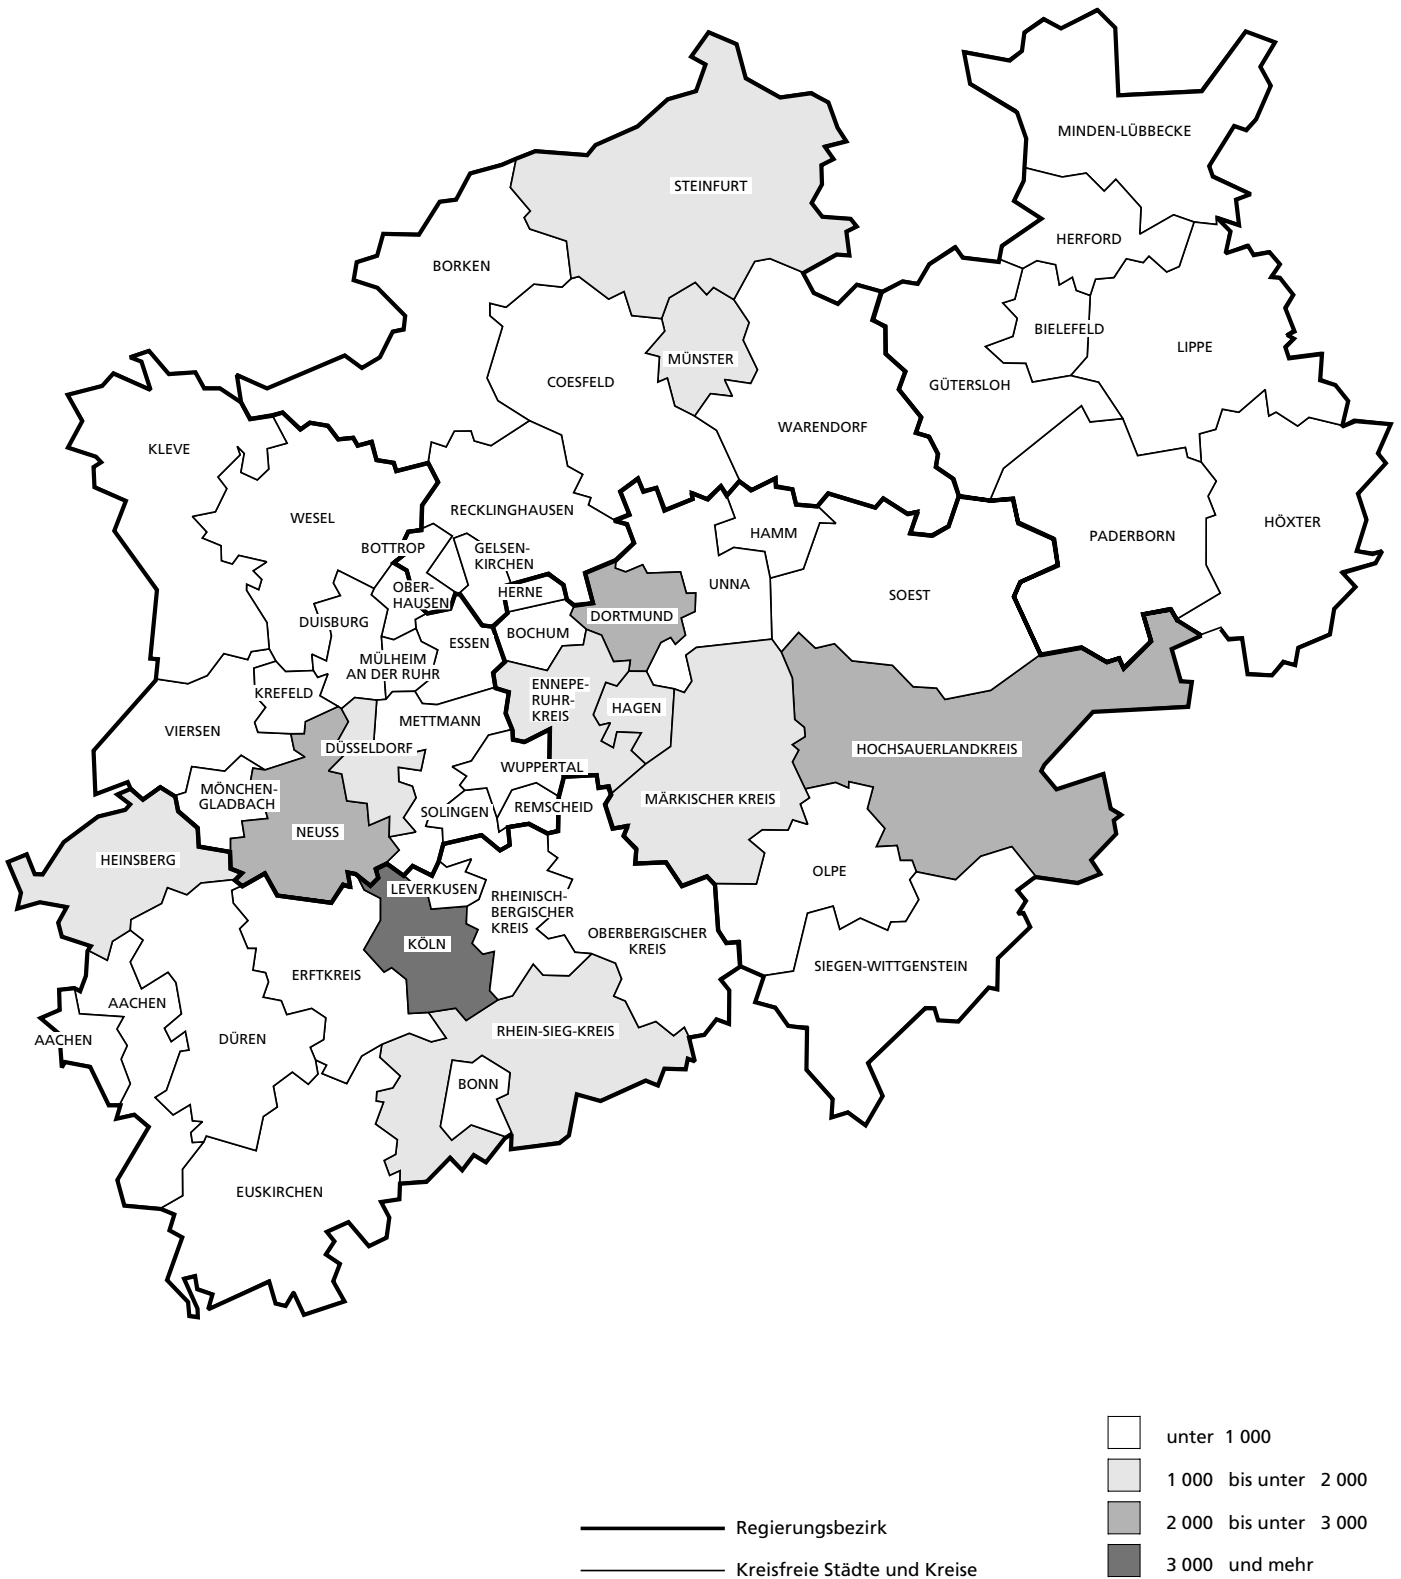 MINDEN-LÜBBECKE
STEINFURT
HERFORD
BORKEN
BIELEFELD
LIPPE
MÜNSTER
COESFELD
GÜTERSLOH
WARENDORF
KLEVE
RECKLINGHAUSEN
WESEL
HÖXTER
HAMM
PADERBORN
BOTTROP
GELSEN-
KIRCHEN
UNNA
OBER-
HAUSEN
HERNE
SOEST
DORTMUND
DUISBURG
BOCHUM
ESSEN
MÜLHEIM
AN DER RUHR
KREFELD
ENNEPE-
RUHR-
KREIS
HAGEN
METTMANN
VIERSEN
DÜSSELDORF
HOCHSAUERLANDKREIS
WUPPERTAL
MÖNCHEN-
GLADBACH
MÄRKISCHER KREIS
REMSCHEID
SOLINGEN
NEUSS
HEINSBERG
OLPE
LEVERKUSEN
RHEINISCH-
BERGISCHER
KREIS
OBERBERGISCHER
KREIS
KÖLN
SIEGEN-WITTGENSTEIN
ERFTKREIS
AACHEN
RHEIN-SIEG-KREIS
AACHEN
DÜREN
BONN
EUSKIRCHEN
unter 1 000
1 000 bis unter 2 000
2 000 bis unter 3 000
3 000 und mehr
Regierungsbezirk
Kreisfreie Städte und Kreise